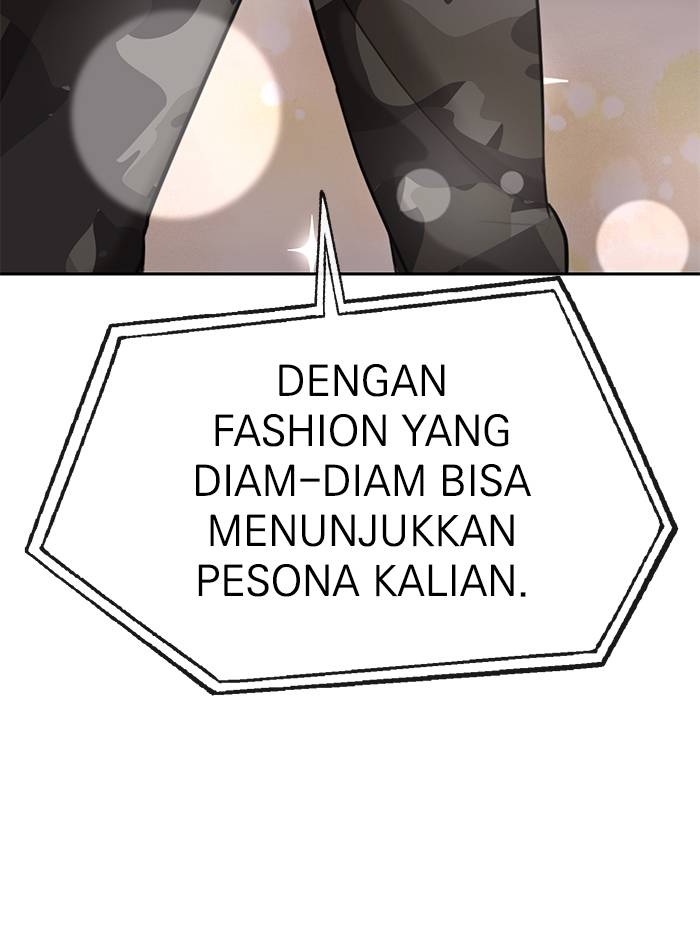 DENGAN
FASHION YANG
DIAM-DIAM BISA
MENUNJUKKAN
PESONA KALIAN.